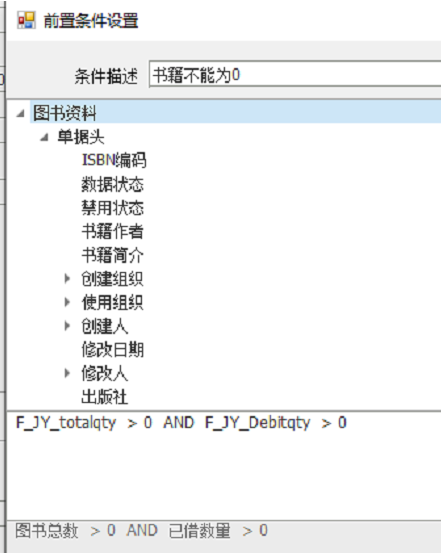 前置条件设置
条件描述 书籍不能为0
图书资料
单据头
ISBN编码
数据状态
禁用状态
书籍作者
书籍简介
创建组织
使用组织
创建人
修改日期
修改人
出版社
F_JY_totalqty > 0 AND F_JY_Debitqty > 0
图书总数 > 0 AND 已借数量 > 0